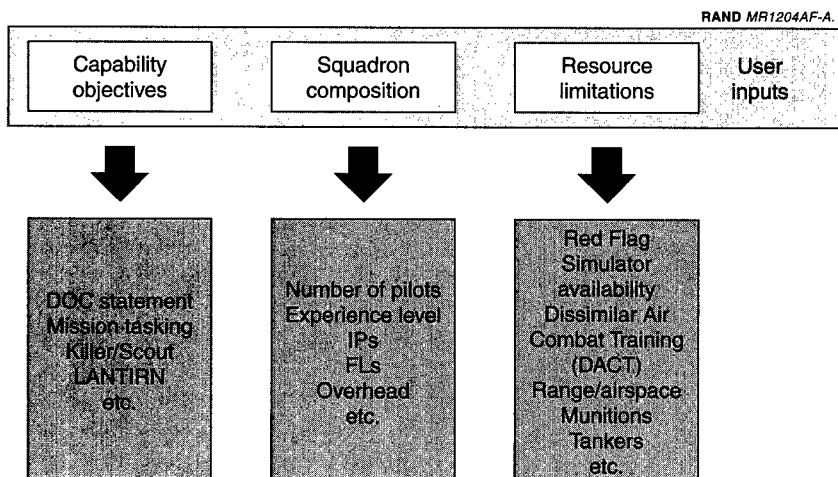 RAND MR1204AF-A.
Capability
objectives
Squadron
composition
Resource
limitations
User
inputs
DOC statement
Mission tasking
Killer/Scout
LANTIRN
etc.
Number of pilots
Experience level
IPs
FLs
Overhead
etc.
Red Flag
Simulator
availability
Dissimilar Air
Combat Training
(DACT)
Range/airspace
Munitions
Tankers
etc.